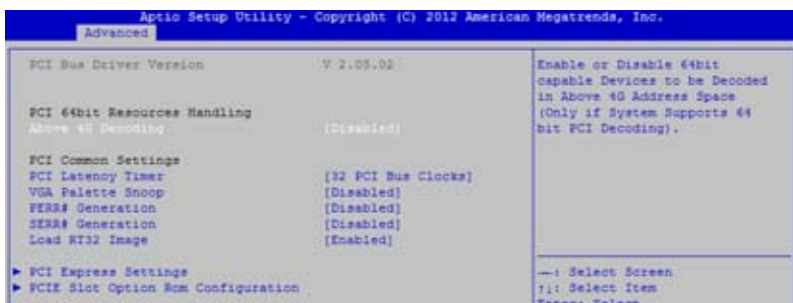 Aptio Setup Utility - Copyright (C) 2012 American Megatrends, Inc.
Advanced
PCI Bus Driver Version V 2.05.02
PCI 64bit Resources Handling
Above 4G Decoding [Disabled]
PCI Common Settings
PCI Latency Timer [32 PCI Bus Clocks]
VGA Palette Snoop [Disabled]
PERR# Generation [Disabled]
SERR# Generation [Disabled]
Load RT32 Image [Enabled]
► PCI Express Settings
► PCIE Slot Option Rom Configuration
Enable or Disable 64bit
capable Devices to be Decoded
in Above 4G Address Space
(Only if System Supports 64
bit PCI Decoding).
→←: Select Screen
↑↓: Select Item
Enter: Select